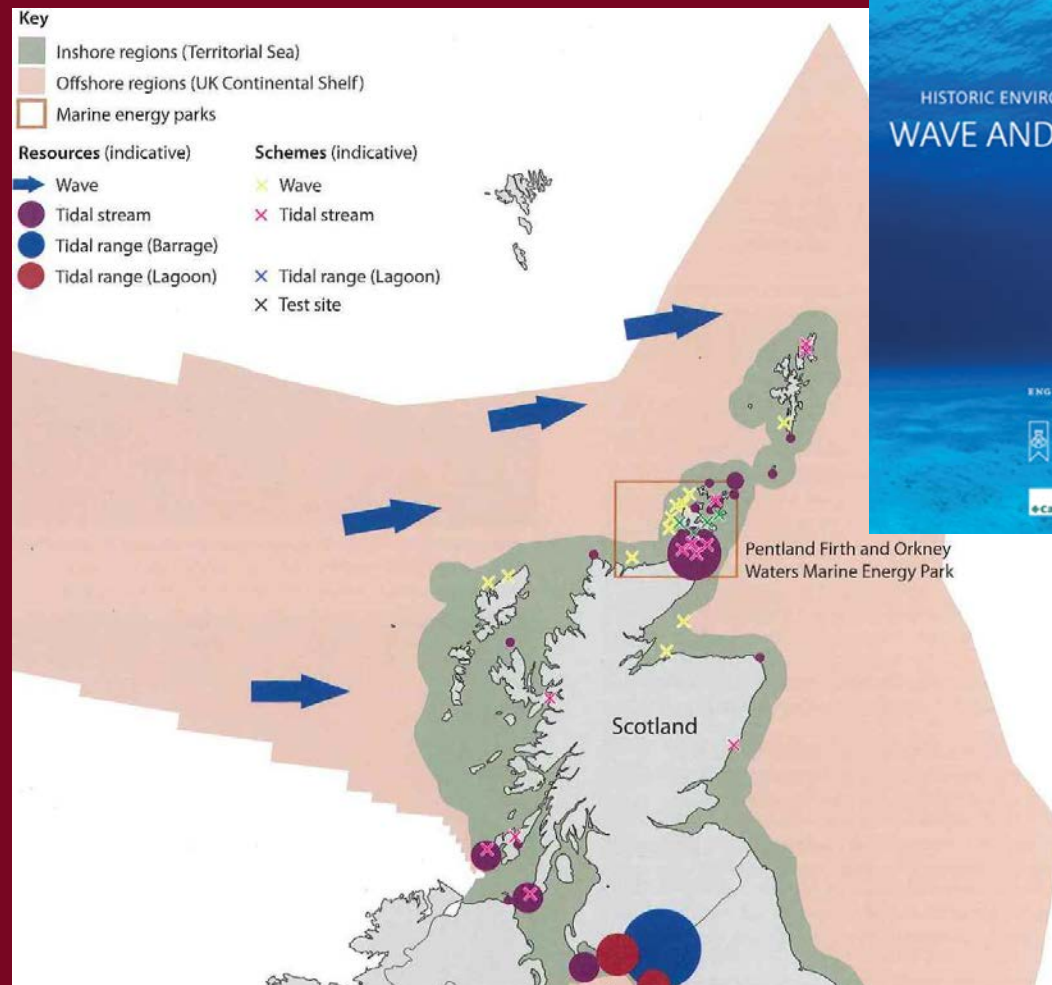 Key
Inshore regions (Territorial Sea)
Offshore regions (UK Continental Shelf)
Marine energy parks
Resources (indicative)
Wave
Tidal stream
Tidal range (Barrage)
Tidal range (Lagoon)
Schemes (indicative)
Wave
Tidal stream
Tidal range (Lagoon)
Test site
Pentland Firth and Orkney
Waters Marine Energy Park
Scotland
HISTORIC ENVIRO
WAVE AND
ENG